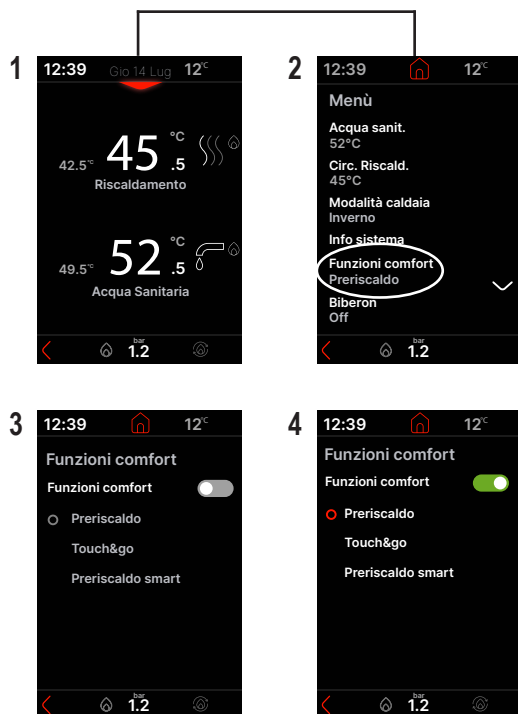 1
12:39 Gio 14 Lug 12°C
42.5°C 45 °C .5
Riscaldamento
49.5°C 52 °C .5
Acqua Sanitaria
bar
1.2
2
12:39 12°C
Menù
Acqua sanit.
52°C
Circ. Riscald.
45°C
Modalità caldaia
Inverno
Info sistema
Funzioni comfort
Preriscaldo
Biberon
Off
bar
1.2
3
12:39 12°C
Funzioni comfort
Funzioni comfort
Preriscaldo
Touch&go
Preriscaldo smart
bar
1.2
4
12:39 12°C
Funzioni comfort
Funzioni comfort
Preriscaldo
Touch&go
Preriscaldo smart
bar
1.2